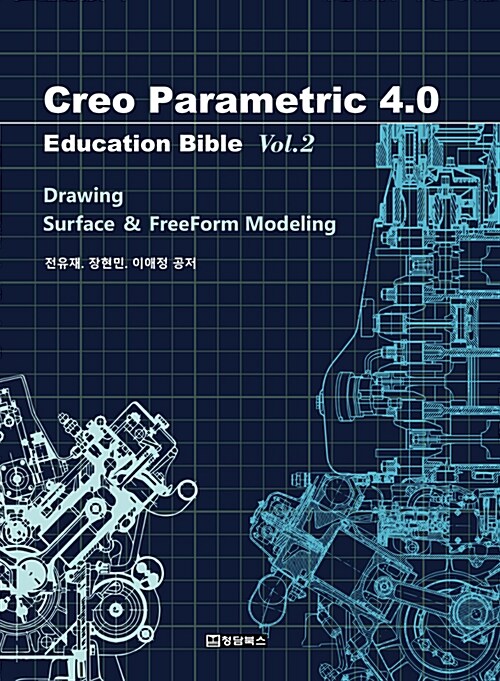 Creo Parametric 4.0
Education Bible Vol.2
Drawing
Surface & FreeForm Modeling
전유재. 장현민. 이애정 공저
청담북스